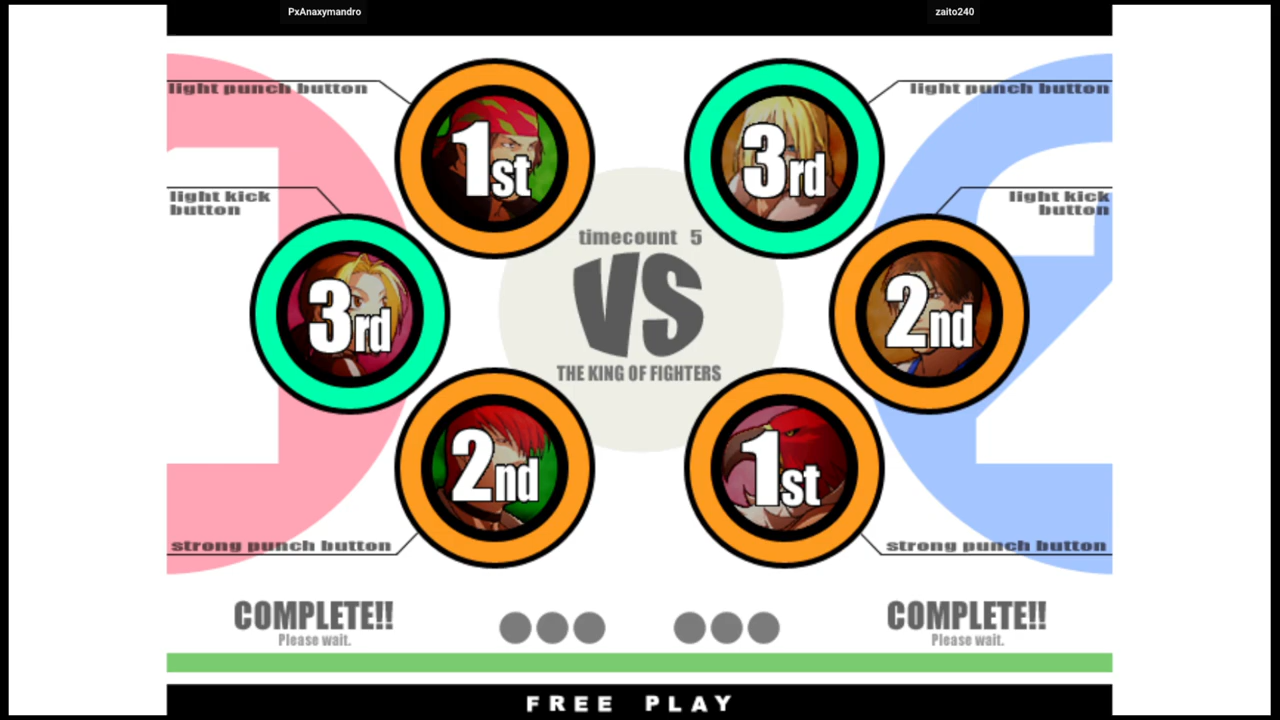 PxAnaxymandro
zaito240
light punch button
light punch button
1st
3rd
light kick
button
light kick
button
timecount 5
VS
THE KING OF FIGHTERS
3rd
2nd
2nd
1st
strong punch button
strong punch button
COMPLETE!!
Please wait.
COMPLETE!!
Please wait.
FREE PLAY